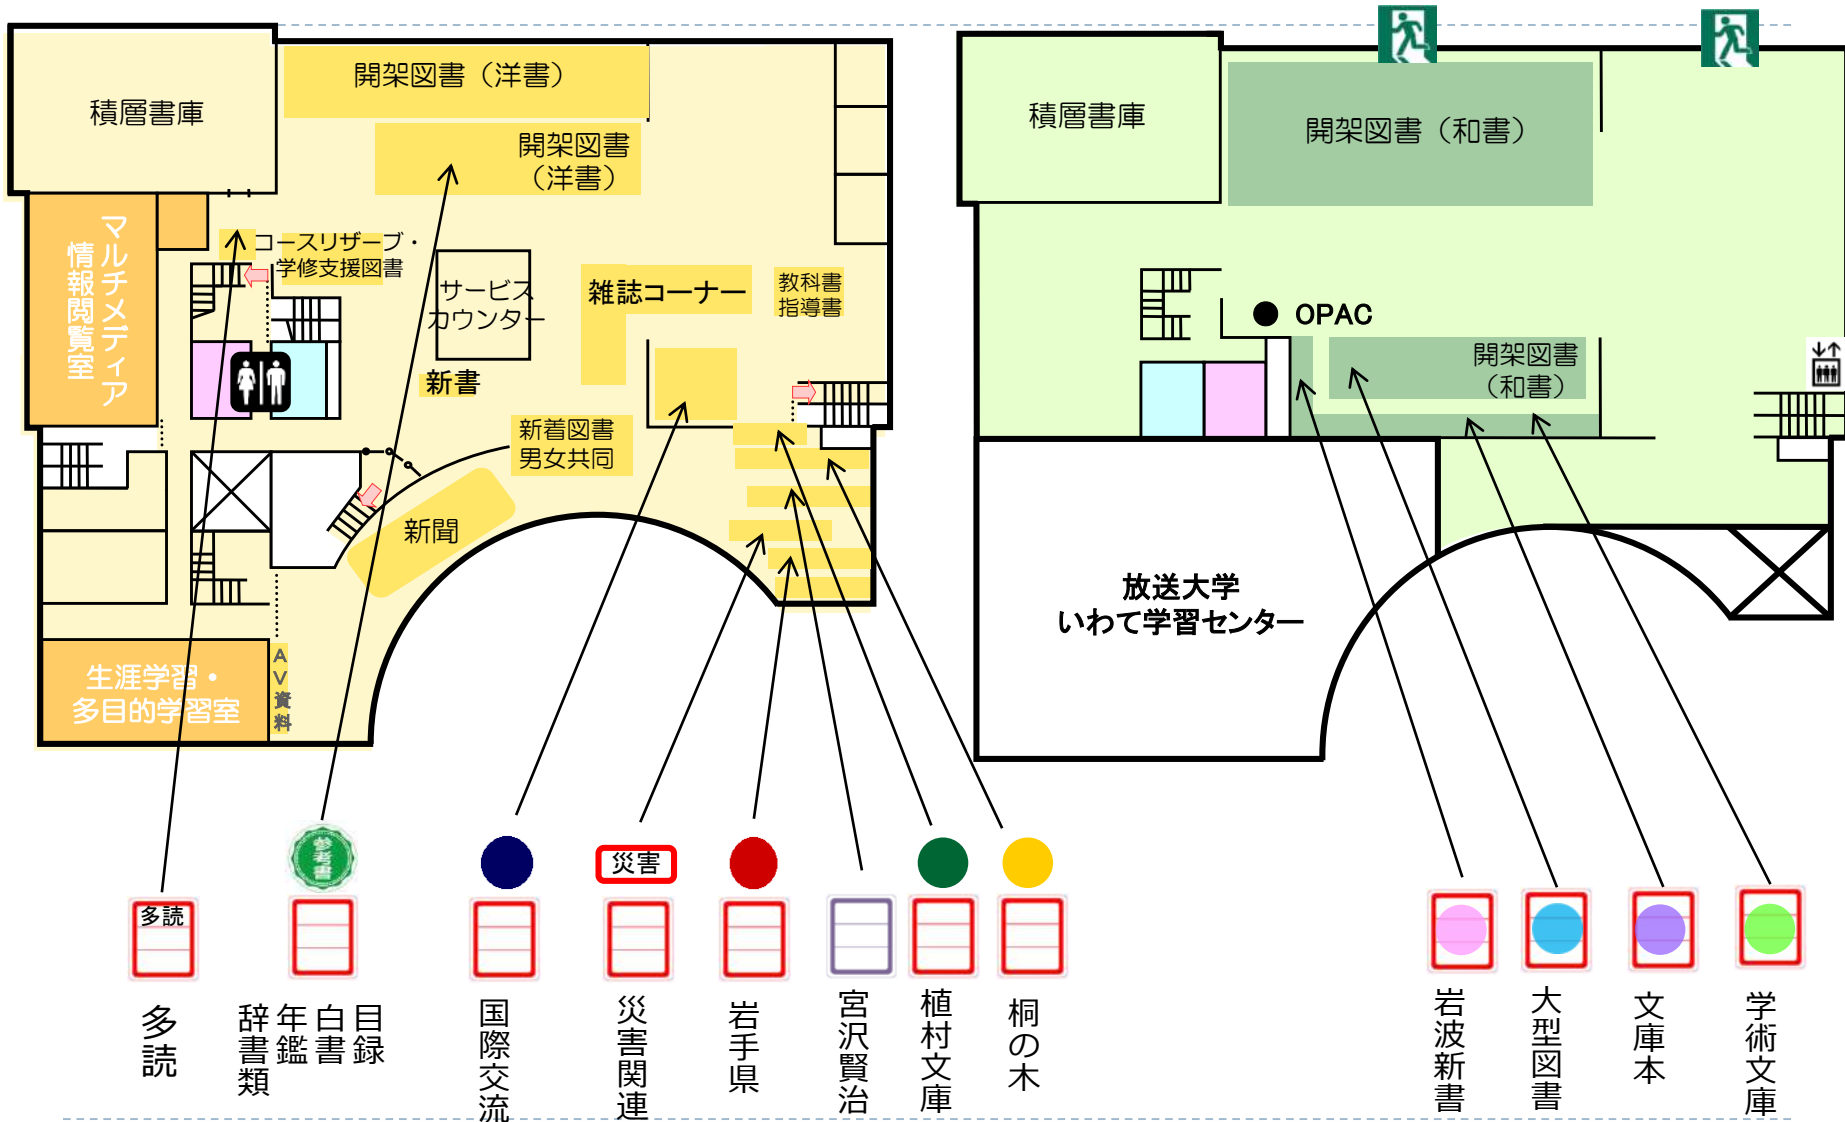 開架図書（洋書）
積層書庫
開架図書
（洋書）
マルチメディア
情報閲覧室
コースリザーブ・
学修支援図書
サービス
カウンター
雑誌コーナー
教科書
指導書
新書
新着図書
男女共同
新聞
生涯学習・
多目的学習室
AV資料
積層書庫
開架図書（和書）
OPAC
開架図書
（和書）
放送大学
いわて学習センター
参考書
災害
多読
多読
辞書類
年鑑
白書
目録
国際交流
災害関連
岩手県
宮沢賢治
植村文庫
桐の木
岩波新書
大型図書
文庫本
学術文庫